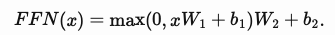 FFN(x) = max(0, xW₁ + b₁)W₂ + b₂.